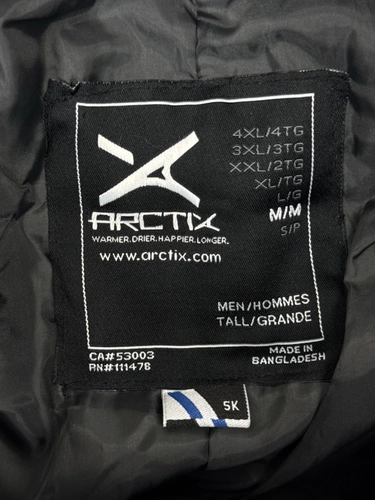 4XL/4TG
3XL/3TG
XXL/2TG
XL/TG
L/G
M/M
S/P
ARCTIX
WARMER.DRIER.HAPPIER.LONGER.
www.arctix.com
MEN/HOMMES
TALL/GRANDE
CA#53003
RN#111478
MADE IN
BANGLADESH
5K